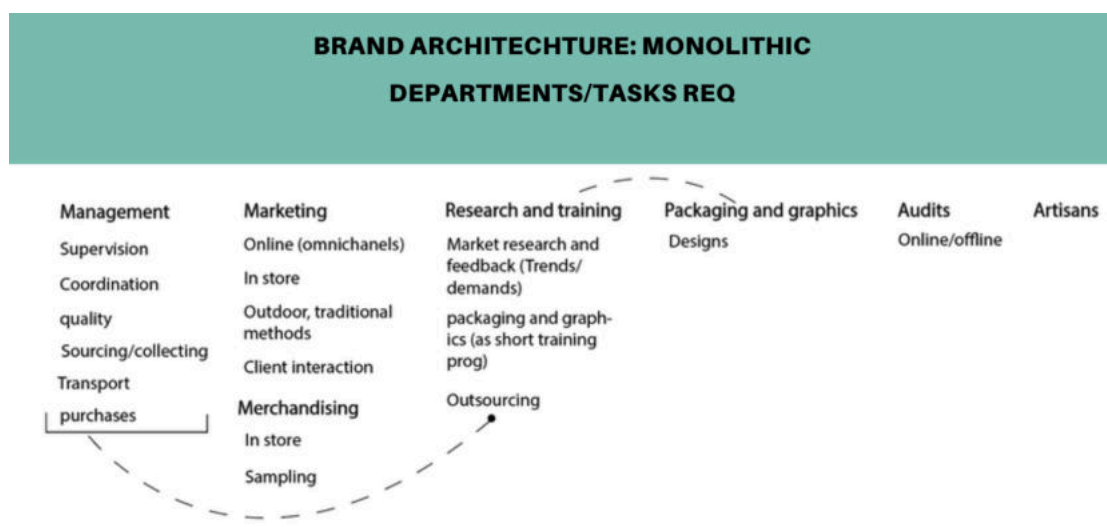 BRAND ARCHITECHTURE: MONOLITHIC
DEPARTMENTS/TASKS REQ
Management
Supervision
Coordination
quality
Sourcing/collecting
Transport
purchases
Marketing
Online (omnichanels)
In store
Outdoor, traditional
methods
Client interaction
Merchandising
In store
Sampling
Research and training
Market research and
feedback (Trends/
demands)
packaging and graph-
ics (as short training
prog)
Outsourcing
Packaging and graphics
Designs
Audits
Online/offline
Artisans